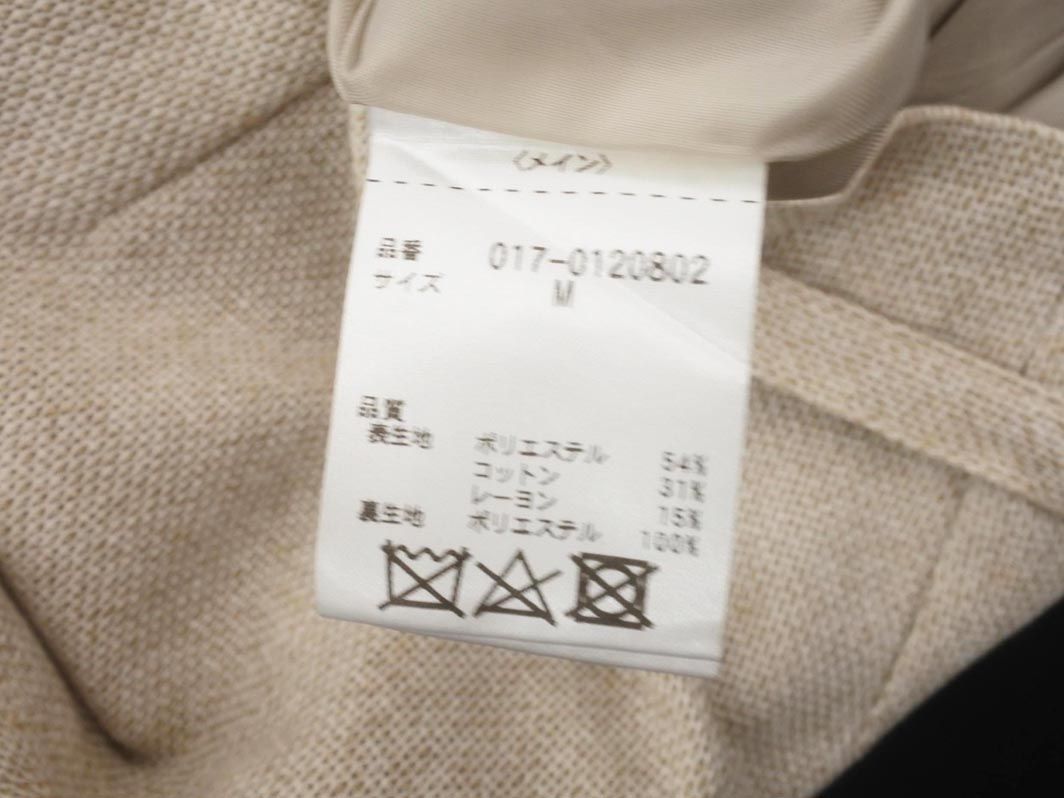 〈メイン〉
品番 017-0120802
サイズ M
品質
表生地 ポリエステル 54%
コットン 31%
レーヨン 15%
裏生地 ポリエステル 100%